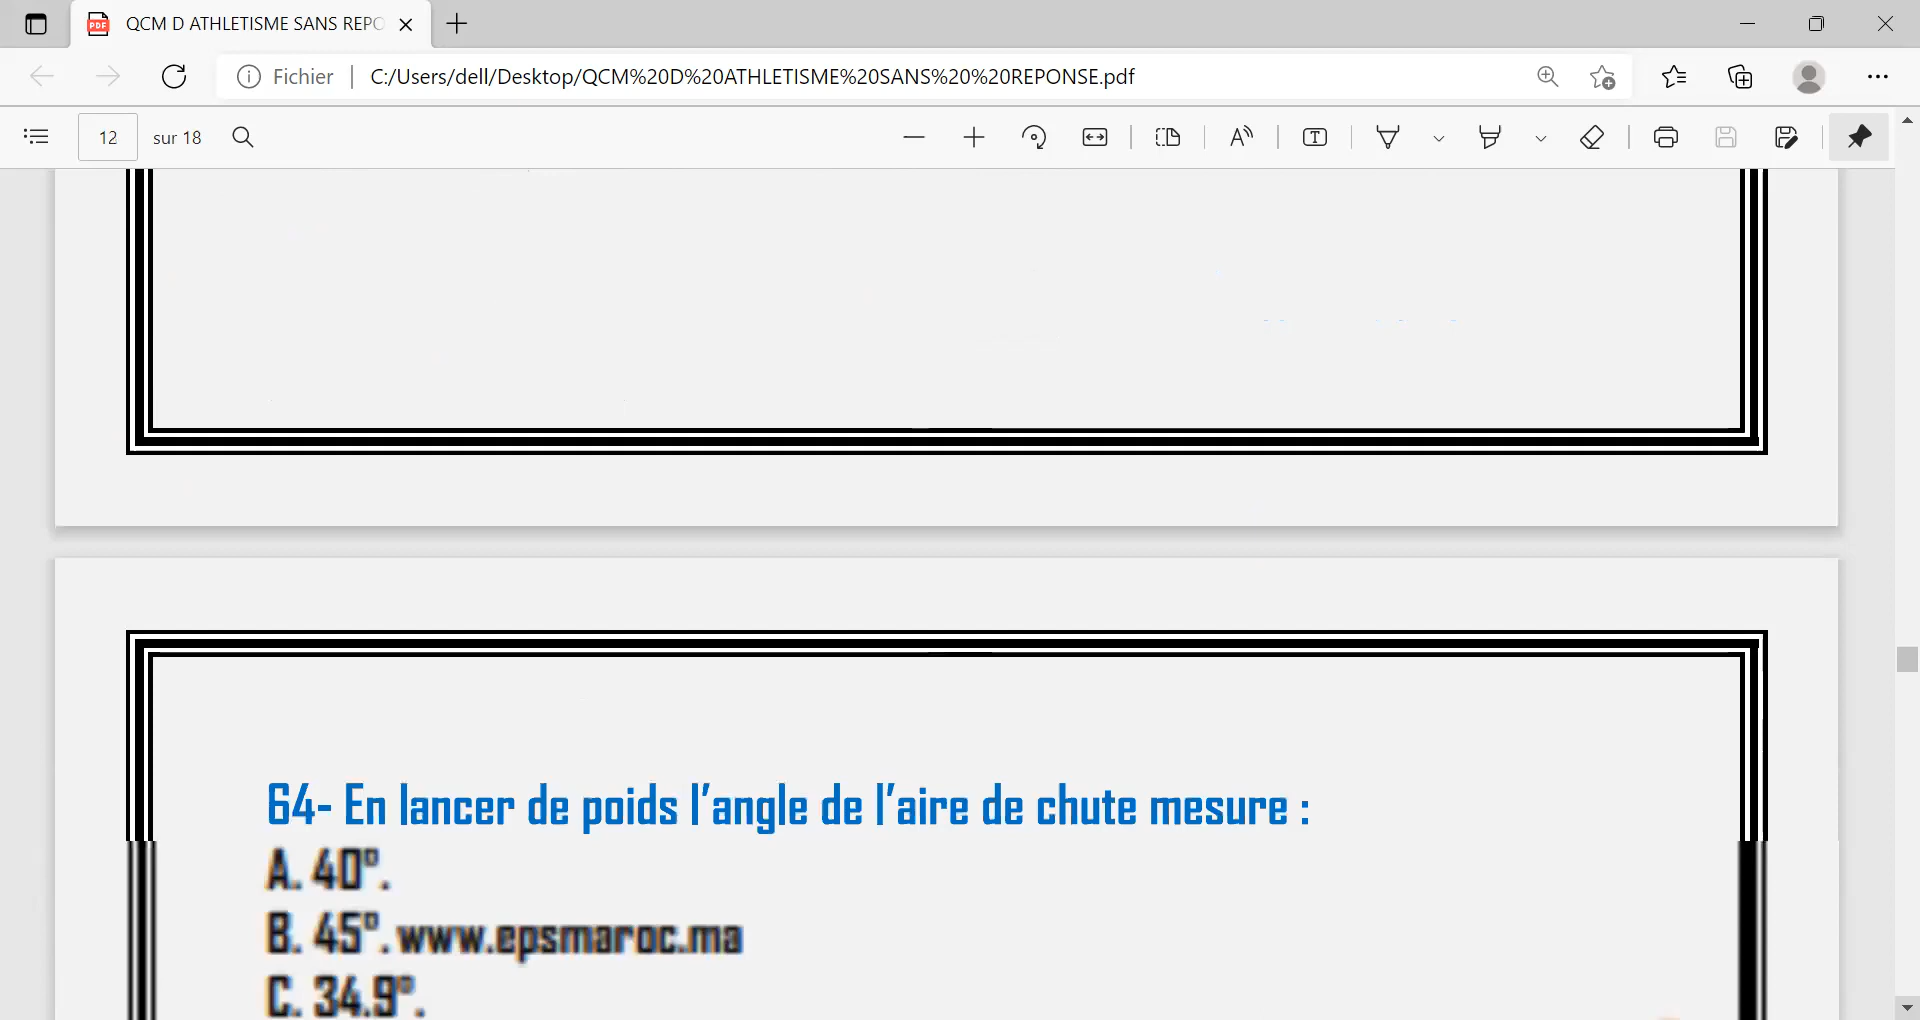 QCM D ATHLETISME SANS REPO
Fichier
C:/Users/dell/Desktop/QCM%20D%20ATHLETISME%20SANS%20%20REPONSE.pdf
12 sur 18
64- En lancer de poids l’angle de l’aire de chute mesure :
A. 40°.
B. 45°. www.epsmaroc.ma
C. 34.9°.